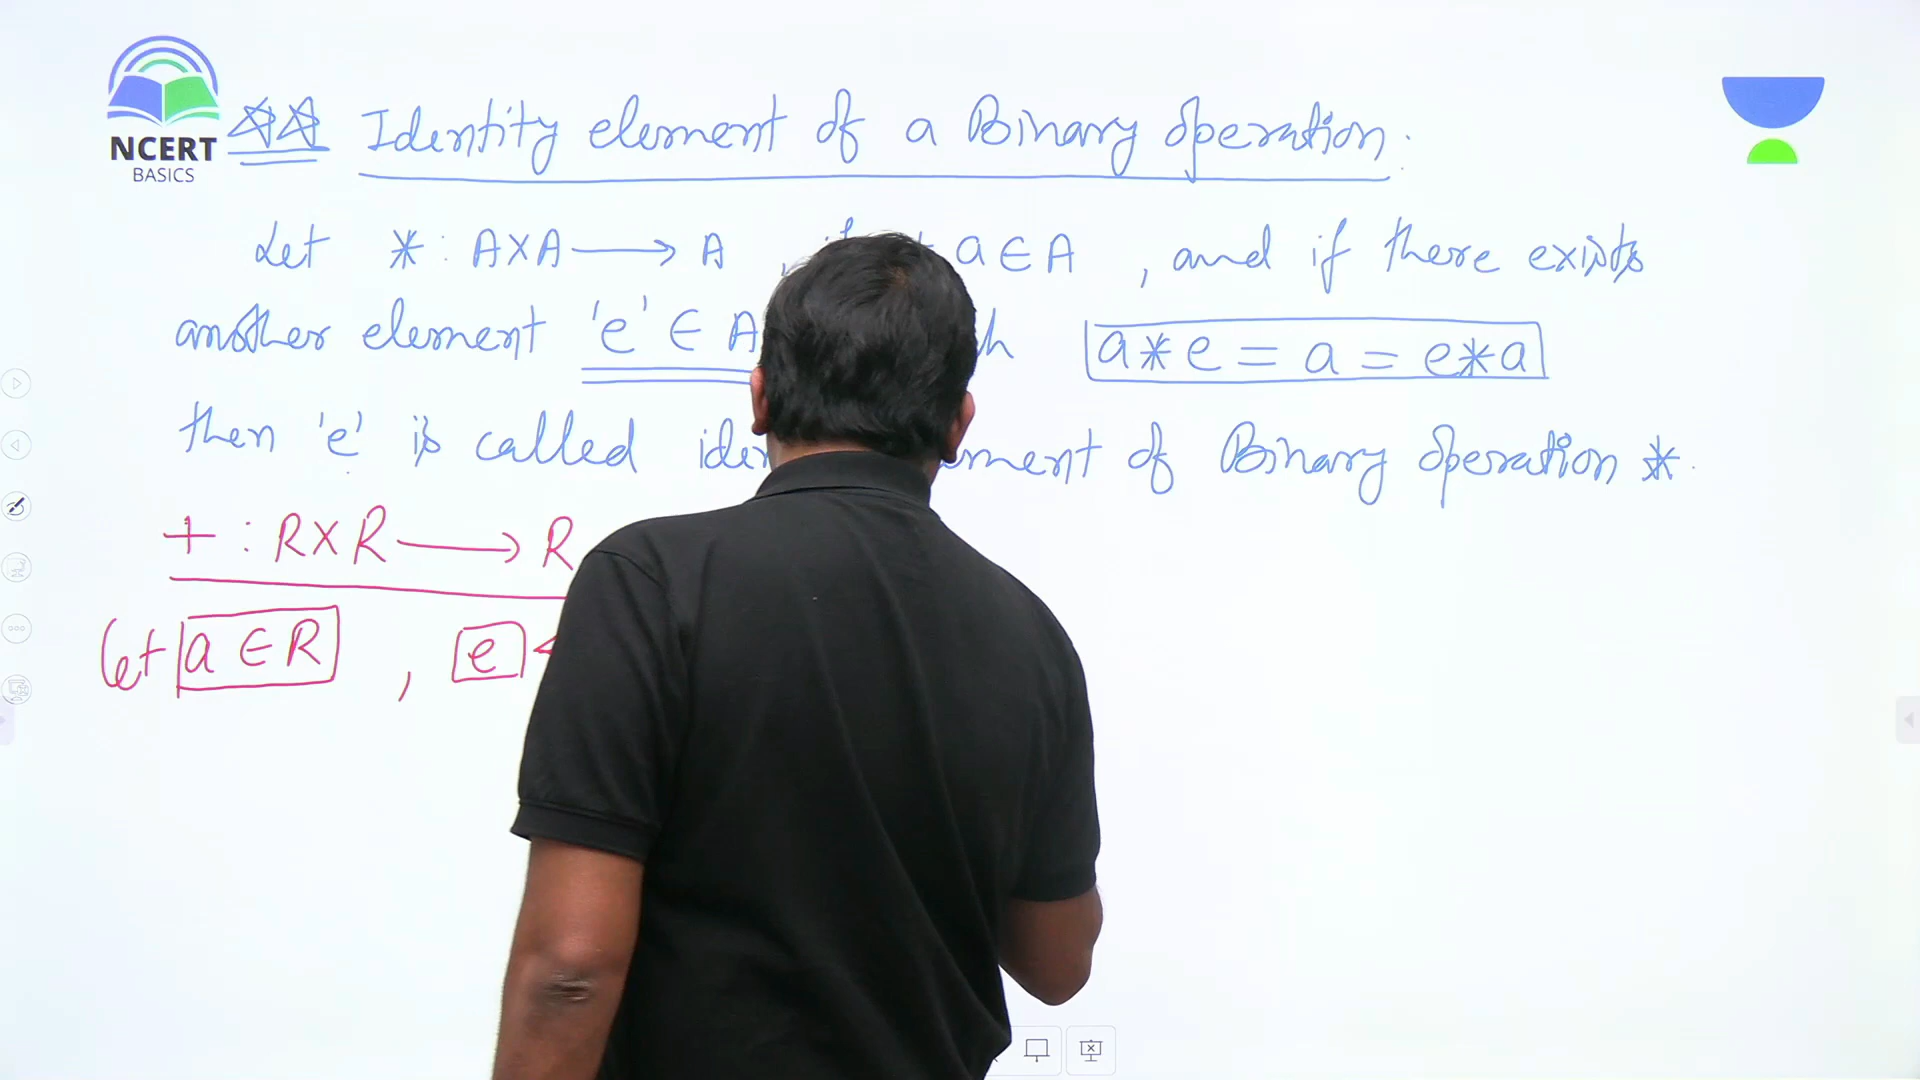 NCERT
BASICS
Identity element of a Binary operation.
Let * : A×A ⟶ A , a ∈ A , and if there exists
another element 'e' ∈ A a*e = a = e*a
then 'e' is called of Binary operation *.
+ : R×R ⟶ R
let a ∈ R , e